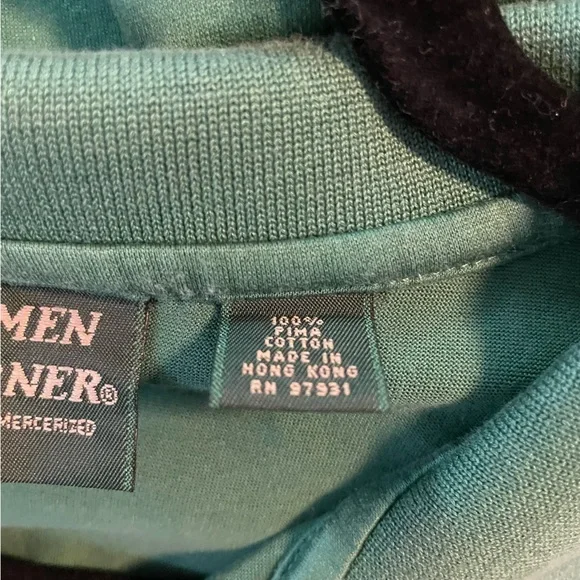 MEN
NER®
MERCERIZED
100%
PIMA
COTTON
MADE IN
HONG KONG
RN 97931